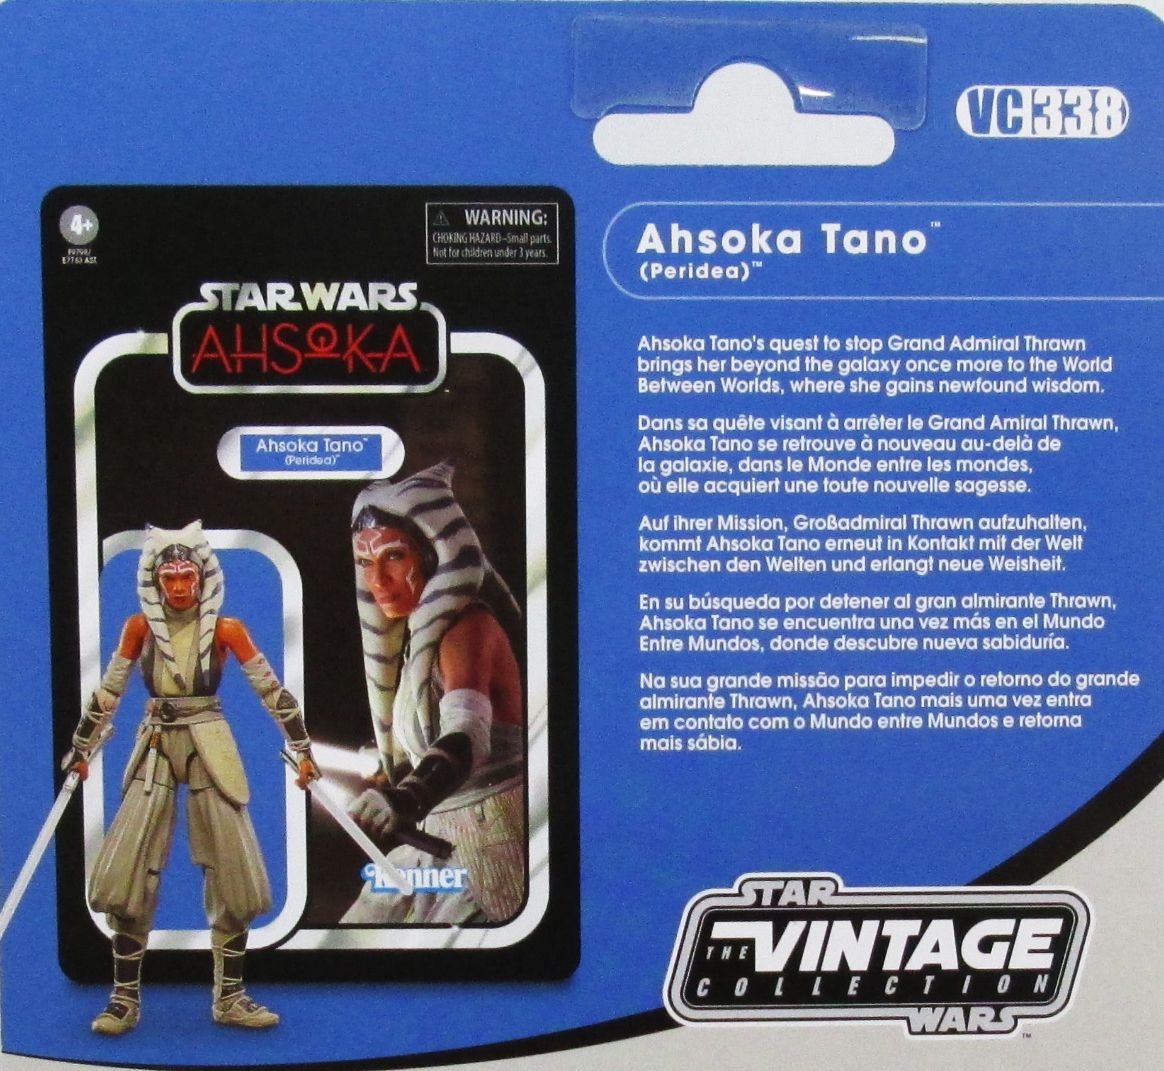 VC338
4+
E7763 AST.
WARNING:
CHOKING HAZARD–Small parts.
Not for children under 3 years.
STAR WARS
AHSOKA
Ahsoka Tano™
(Peridea)™
Kenner
Ahsoka Tano™
(Peridea)™
Ahsoka Tano's quest to stop Grand Admiral Thrawn
brings her beyond the galaxy once more to the World
Between Worlds, where she gains newfound wisdom.
Dans sa quête visant à arrêter le Grand Amiral Thrawn,
Ahsoka Tano se retrouve à nouveau au-delà de
la galaxie, dans le Monde entre les mondes,
où elle acquiert une toute nouvelle sagesse.
Auf ihrer Mission, Großadmiral Thrawn aufzuhalten,
kommt Ahsoka Tano erneut in Kontakt mit der Welt
zwischen den Welten und erlangt neue Weisheit.
En su búsqueda por detener al gran almirante Thrawn,
Ahsoka Tano se encuentra una vez más en el Mundo
Entre Mundos, donde descubre nueva sabiduría.
Na sua grande missão para impedir o retorno do grande
almirante Thrawn, Ahsoka Tano mais uma vez entra
em contato com o Mundo entre Mundos e retorna
mais sábia.
STAR
THE VINTAGE
COLLECTION
WARS™